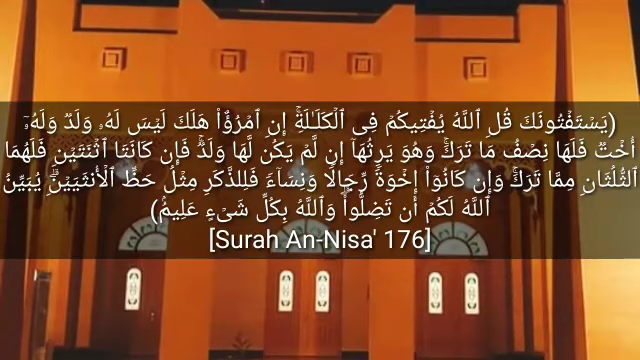 (يَسْتَفْتُونَكَ قُلِ ٱللَّهُ يُفْتِيكُمْ فِى ٱلْكَلَـٰلَةِۚ إِنِ ٱمْرُؤٌا۟ هَلَكَ لَيْسَ لَهُۥ وَلَدٌ وَلَهُۥٓ
أُخْتٌ فَلَهَا نِصْفُ مَا تَرَكَۚ وَهُوَ يَرِثُهَآ إِن لَّمْ يَكُن لَّهَا وَلَدٌۚ فَإِن كَانَتَا ٱثْنَتَيْنِ فَلَهُمَا
ٱلثُّلُثَانِ مِمَّا تَرَكَۚ وَإِن كَانُوٓا۟ إِخْوَةً رِّجَالًا وَنِسَآءً فَلِلذَّكَرِ مِثْلُ حَظِّ ٱلْأُنثَيَيْنِۗ يُبَيِّنُ
ٱللَّهُ لَكُمْ أَن تَضِلُّوا۟ۗ وَٱللَّهُ بِكُلِّ شَىْءٍ عَلِيمٌۢ)
[Surah An-Nisa' 176]